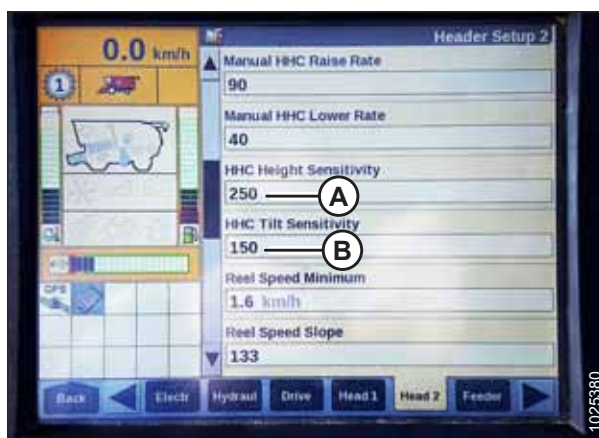 0.0 km/h
Header Setup 2
1
Manual HHC Raise Rate
90
Manual HHC Lower Rate
40
HHC Height Sensitivity
250
A
HHC Tilt Sensitivity
150
B
Reel Speed Minimum
1.6 km/h
GPS
Reel Speed Slope
133
Back
Electr
Hydraul
Drive
Head 1
Head 2
Feeder
1025380